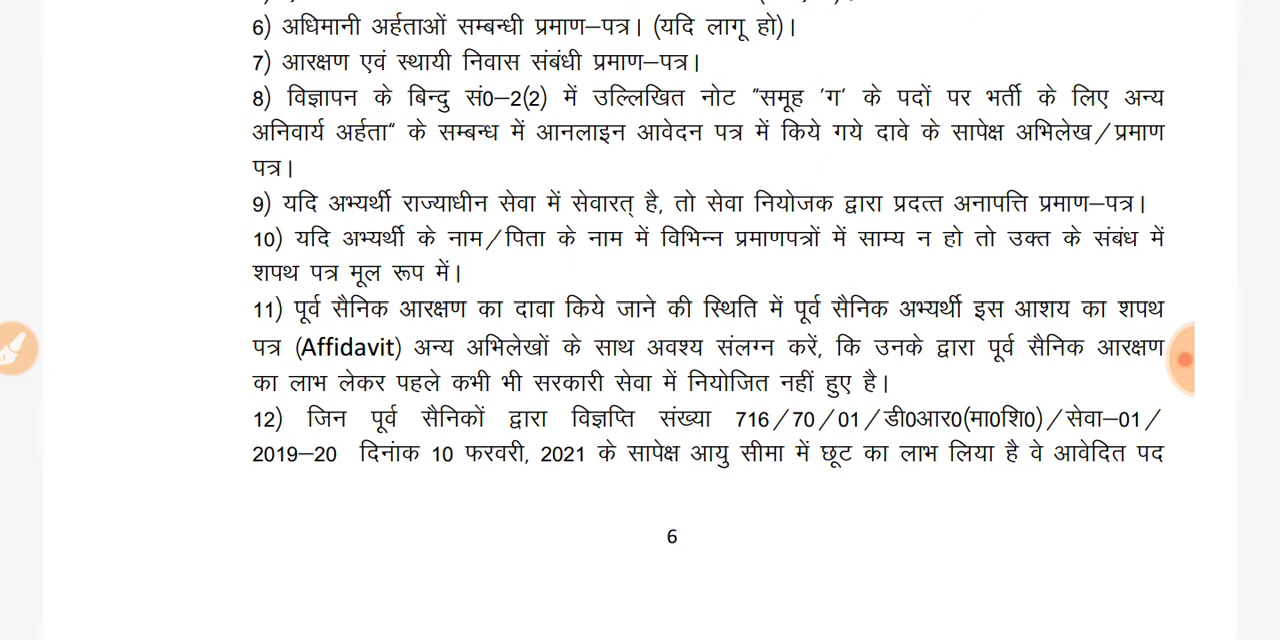 6) अधिमानी अर्हताओं सम्बन्धी प्रमाण–पत्र। (यदि लागू हो)।
7) आरक्षण एवं स्थायी निवास संबंधी प्रमाण–पत्र।
8) विज्ञापन के बिन्दु सं0–2(2) में उल्लिखित नोट "समूह 'ग' के पदों पर भर्ती के लिए अन्य
अनिवार्य अर्हता" के सम्बन्ध में आनलाइन आवेदन पत्र में किये गये दावे के सापेक्ष अभिलेख/प्रमाण
पत्र।
9) यदि अभ्यर्थी राज्याधीन सेवा में सेवारत् है, तो सेवा नियोजक द्वारा प्रदत्त अनापत्ति प्रमाण–पत्र।
10) यदि अभ्यर्थी के नाम/पिता के नाम में विभिन्न प्रमाणपत्रों में साम्य न हो तो उक्त के संबंध में
शपथ पत्र मूल रूप में।
11) पूर्व सैनिक आरक्षण का दावा किये जाने की स्थिति में पूर्व सैनिक अभ्यर्थी इस आशय का शपथ
पत्र (Affidavit) अन्य अभिलेखों के साथ अवश्य संलग्न करें, कि उनके द्वारा पूर्व सैनिक आरक्षण
का लाभ लेकर पहले कभी भी सरकारी सेवा में नियोजित नहीं हुए है।
12) जिन पूर्व सैनिकों द्वारा विज्ञप्ति संख्या 716/70/01/डी0आर0(मा0शि0)/सेवा–01/
2019–20 दिनांक 10 फरवरी, 2021 के सापेक्ष आयु सीमा में छूट का लाभ लिया है वे आवेदित पद
6